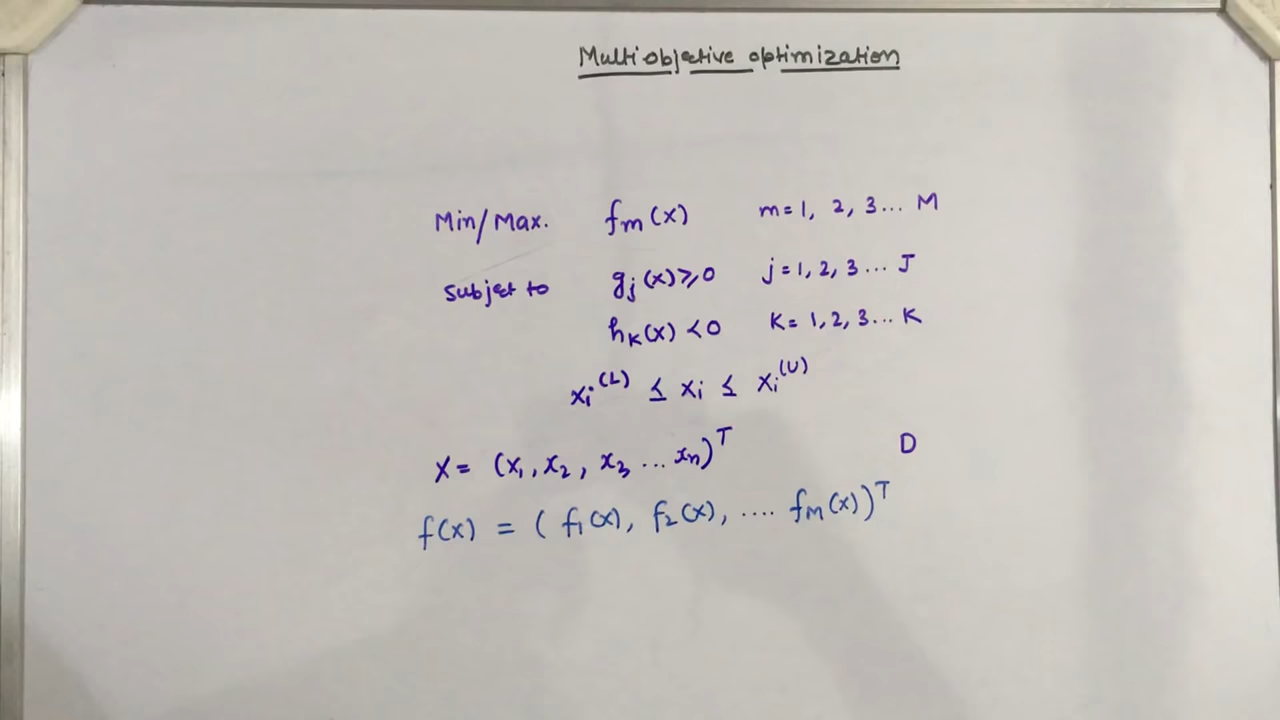 Multiobjective optimization
Min/Max. fm(x) m=1, 2, 3... M
Subject to gj(x)≥0 j=1,2,3... J
hK(x) <0 K= 1,2,3... K
xi(L) ≤ xi ≤ xi(U)
X= (x1, x2, x3 ... xn)T D
f(x) = ( f1(x), f2(x), .... fM(x))T